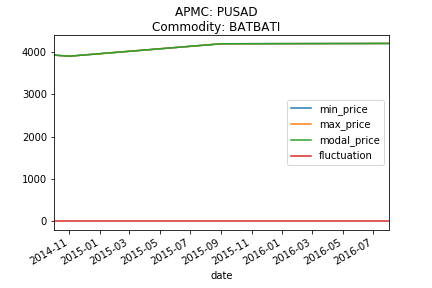 APMC: PUSAD
Commodity: BATBATI
4000
3000
2000
1000
0
min_price
max_price
modal_price
fluctuation
2014-11
2015-01
2015-03
2015-05
2015-07
2015-09
2015-11
2016-01
2016-03
2016-05
2016-07
date